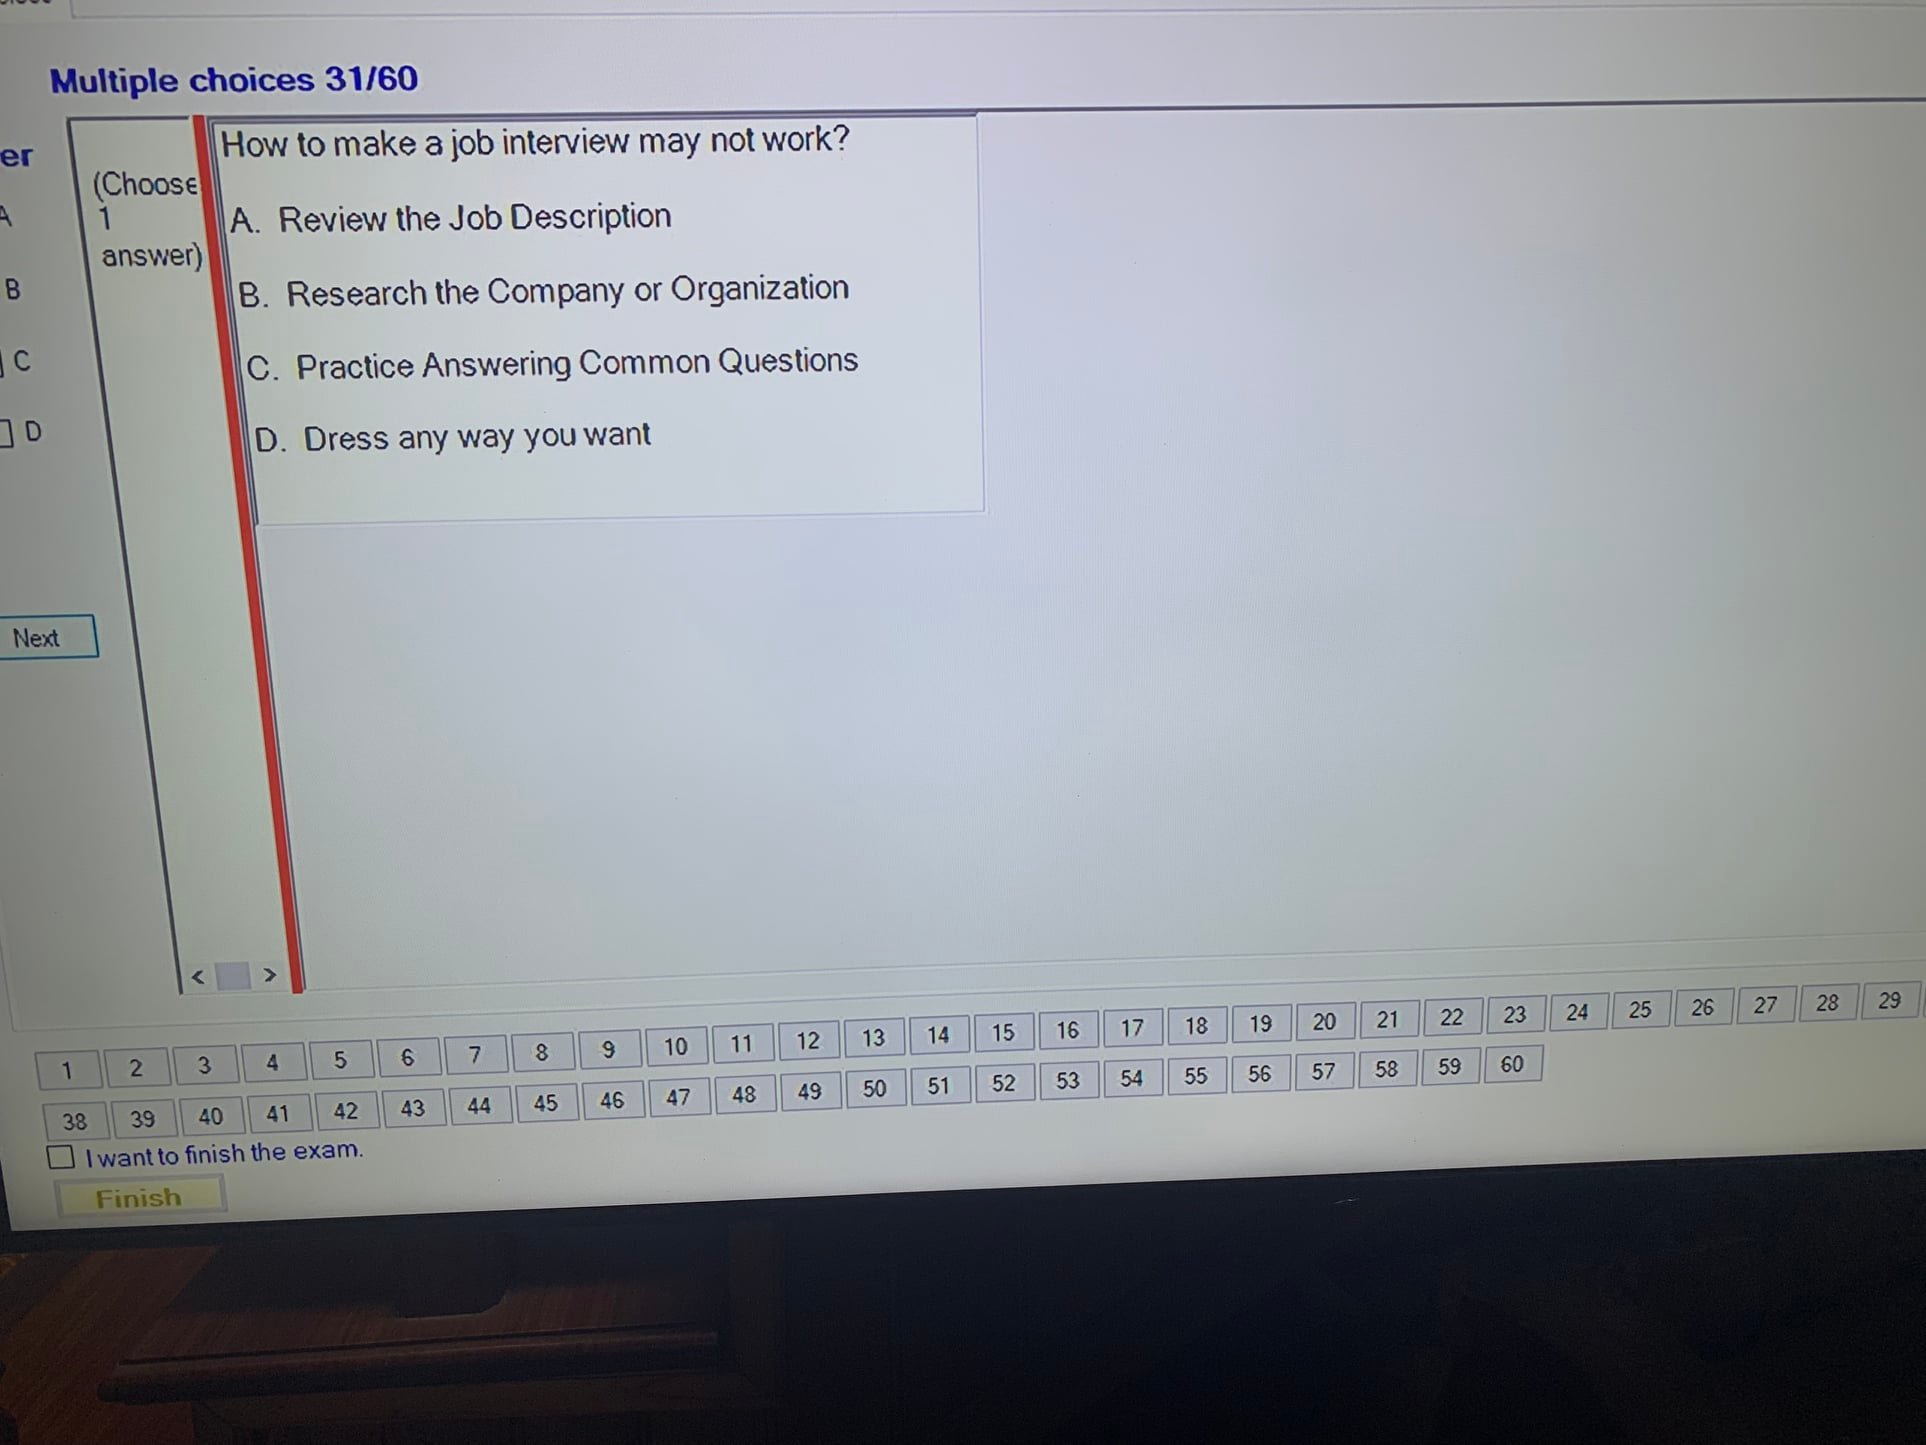 Multiple choices 31/60
er
(Choose
1
answer)
A
B
C
D
How to make a job interview may not work?
A. Review the Job Description
B. Research the Company or Organization
C. Practice Answering Common Questions
D. Dress any way you want
Next
< >
1 2 3 4 5 6 7 8 9 10 11 12 13 14 15 16 17 18 19 20 21 22 23 24 25 26 27 28 29
38 39 40 41 42 43 44 45 46 47 48 49 50 51 52 53 54 55 56 57 58 59 60
I want to finish the exam.
Finish